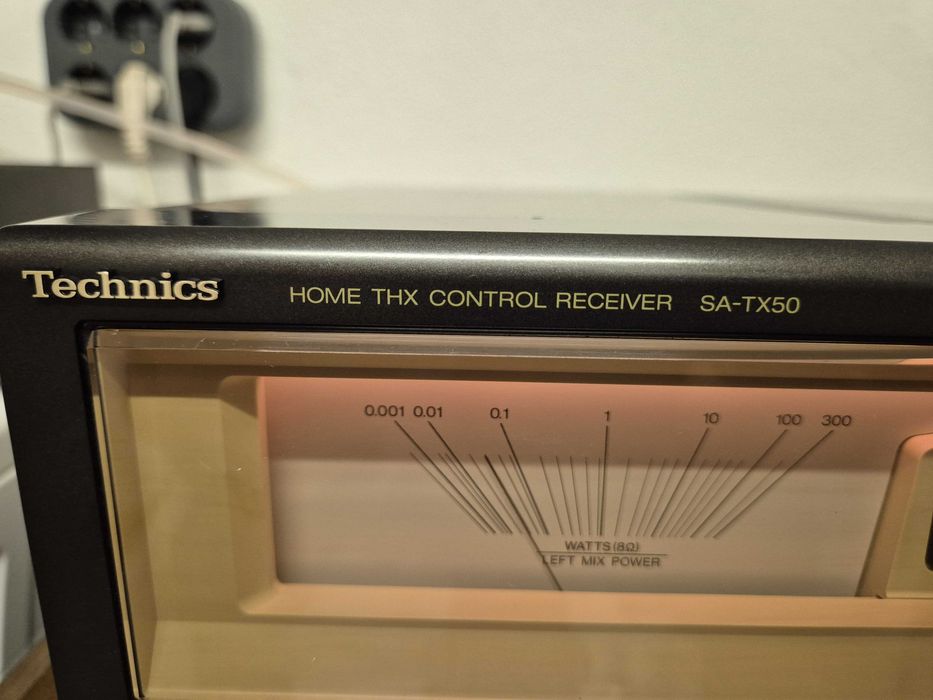 Technics HOME THX CONTROL RECEIVER SA-TX50
0.001 0.01 0.1 1 10 100 300
WATTS(8Ω)
LEFT MIX POWER